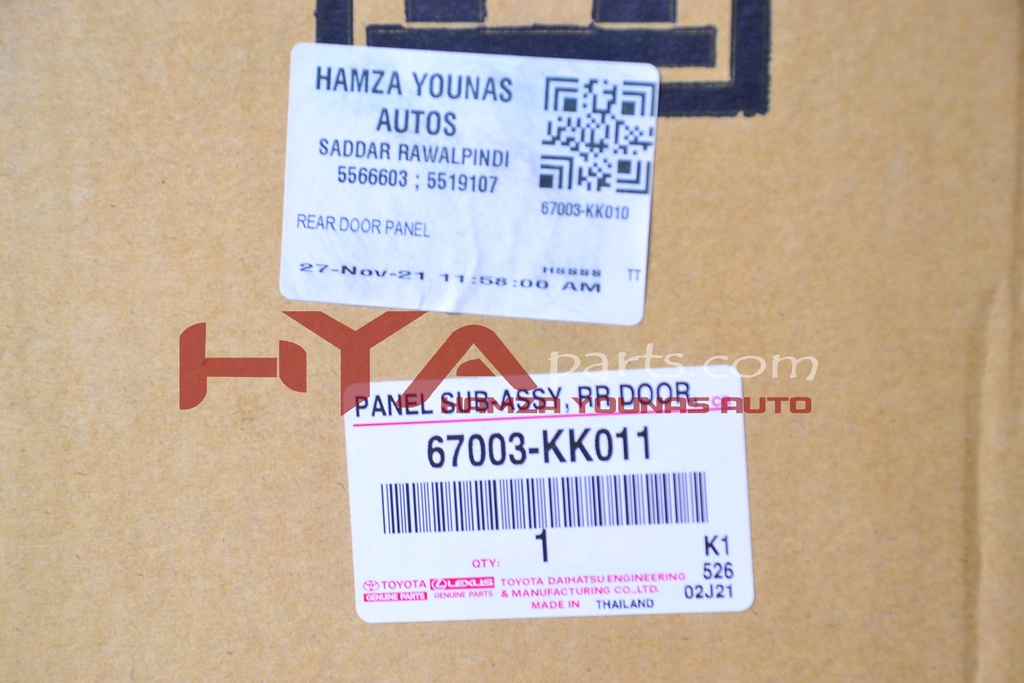 HAMZA YOUNAS
AUTOS
SADDAR RAWALPINDI
5566603 ; 5519107
67003-KK010
REAR DOOR PANEL
HSSSS TT
27-Nov-21 11:58:00 AM
HYA parts.com
PANEL SUB-ASSY, RR DOOR
HAMZA YOUNAS AUTO
67003-KK011
1
QTY:
K1
526
02J21
TOYOTA LEXUS
GENUINE PARTS GENUINE PARTS
TOYOTA DAIHATSU ENGINEERING
& MANUFACTURING CO.,LTD.
MADE IN THAILAND